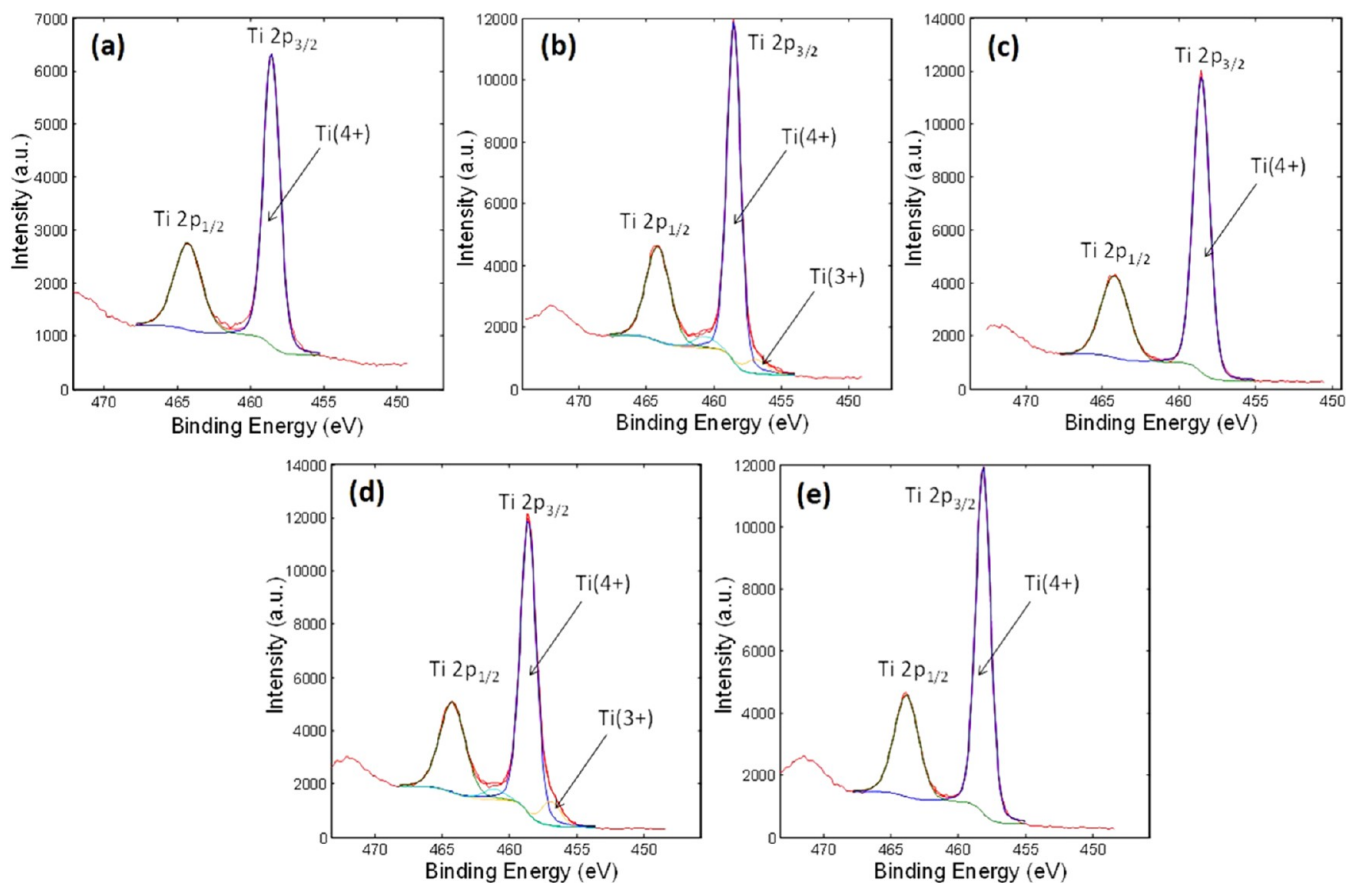 (a)
Ti 2p3/2
Ti(4+)
Ti 2p1/2
Intensity (a.u.)
7000
6000
5000
4000
3000
2000
1000
0
470 465 460 455 450
Binding Energy (eV)
(b)
Ti 2p3/2
Ti(4+)
Ti 2p1/2
Ti(3+)
Intensity (a.u.)
12000
10000
8000
6000
4000
2000
0
470 465 460 455 450
Binding Energy (eV)
(c)
Ti 2p3/2
Ti(4+)
Ti 2p1/2
Intensity (a.u.)
14000
12000
10000
8000
6000
4000
2000
0
470 465 460 455 450
Binding Energy (eV)
(d)
Ti 2p3/2
Ti(4+)
Ti 2p1/2
Ti(3+)
Intensity (a.u.)
14000
12000
10000
8000
6000
4000
2000
0
470 465 460 455 450
Binding Energy (eV)
(e)
Ti 2p3/2
Ti(4+)
Ti 2p1/2
Intensity (a.u.)
12000
10000
8000
6000
4000
2000
0
470 465 460 455 450
Binding Energy (eV)